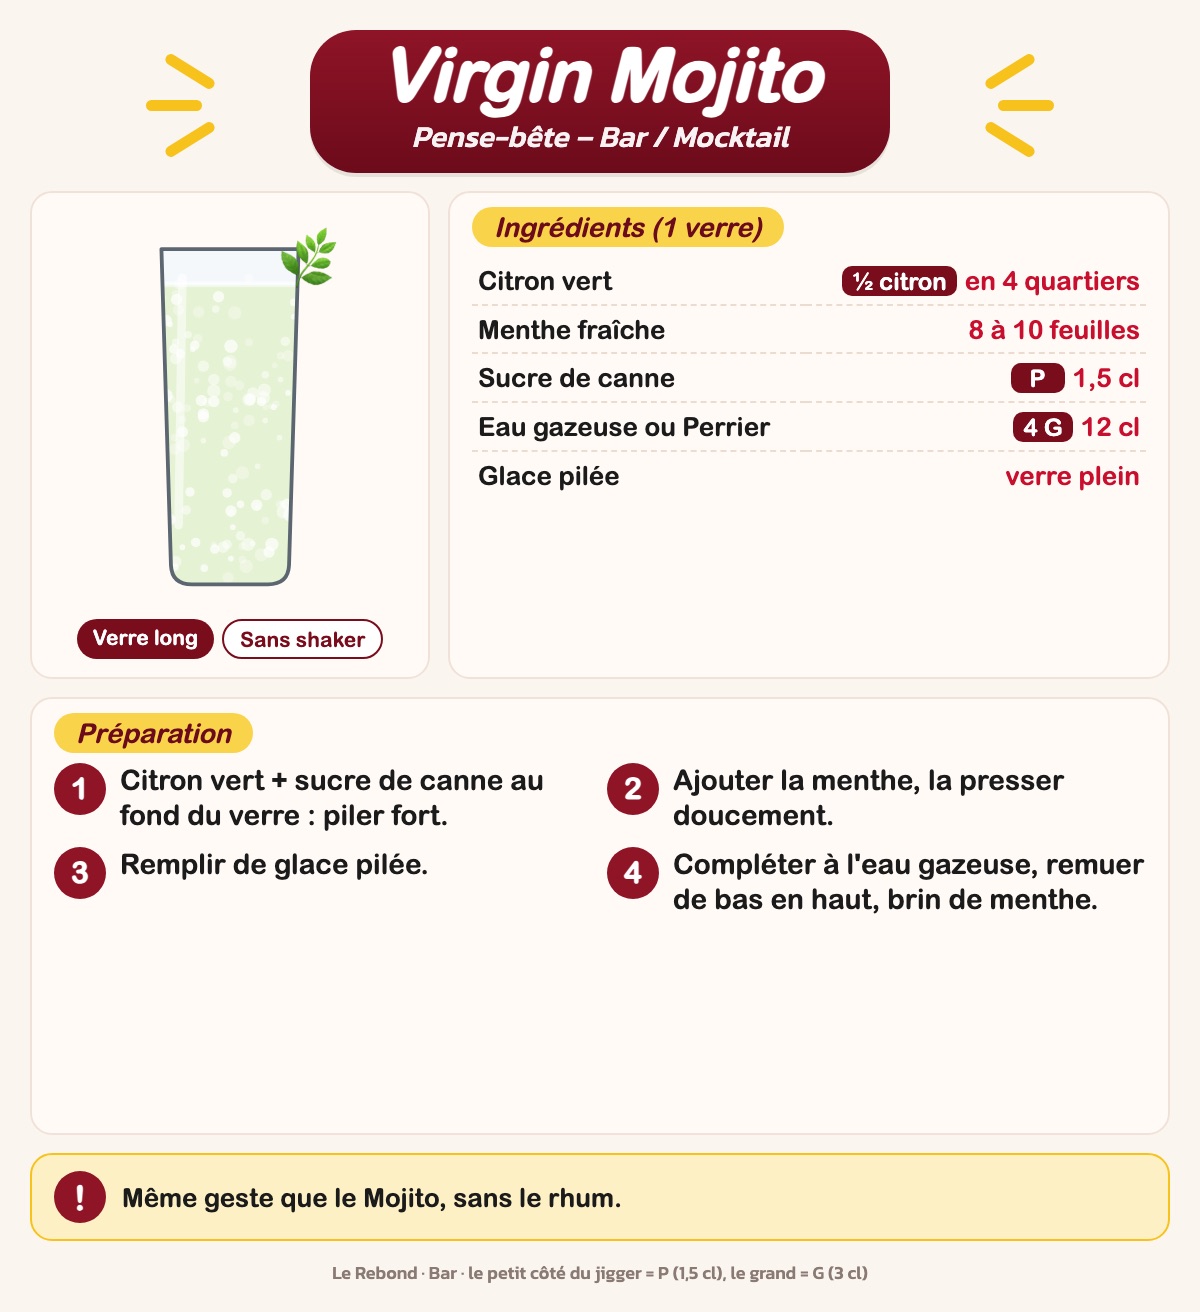 Virgin Mojito
Pense-bête – Bar / Mocktail
Ingrédients (1 verre)
Citron vert ½ citron en 4 quartiers
Menthe fraîche 8 à 10 feuilles
Sucre de canne P 1,5 cl
Eau gazeuse ou Perrier 4 G 12 cl
Glace pilée verre plein
Verre long Sans shaker
Préparation
1 Citron vert + sucre de canne au
fond du verre : piler fort.
2 Ajouter la menthe, la presser
doucement.
3 Remplir de glace pilée.
4 Compléter à l'eau gazeuse, remuer
de bas en haut, brin de menthe.
! Même geste que le Mojito, sans le rhum.
Le Rebond · Bar · le petit côté du jigger = P (1,5 cl), le grand = G (3 cl)